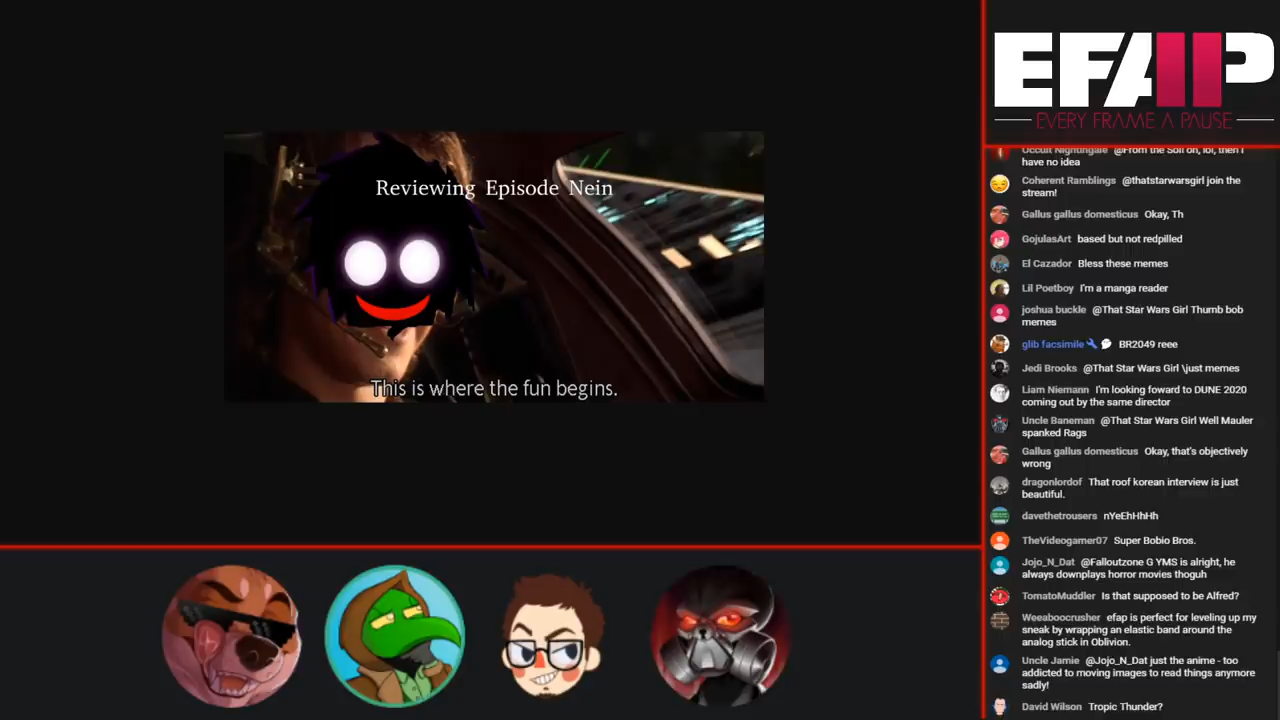 EFAP
EVERY FRAME A PAUSE
Reviewing Episode Nein
This is where the fun begins.
Occult Nightingale @From the Soil oh, lol, then I
have no idea
Coherent Ramblings @thatstarwarsgirl join the
stream!
Gallus gallus domesticus Okay, Th
GojulasArt based but not redpilled
El Cazador Bless these memes
Lil Poetboy I'm a manga reader
joshua buckle @That Star Wars Girl Thumb bob
memes
glib facsimile BR2049 reee
Jedi Brooks @That Star Wars Girl \just memes
Liam Niemann I'm looking foward to DUNE 2020
coming out by the same director
Uncle Baneman @That Star Wars Girl Well Mauler
spanked Rags
Gallus gallus domesticus Okay, that's objectively
wrong
dragonlordof That roof korean interview is just
beautiful.
davethetrousers nYeEhHhHh
TheVideogamer07 Super Bobio Bros.
Jojo_N_Dat @Falloutzone G YMS is alright, he
always downplays horror movies thoguh
TomatoMuddler Is that supposed to be Alfred?
Weeaboocrusher efap is perfect for leveling up my
sneak by wrapping an elastic band around the
analog stick in Oblivion.
Uncle Jamie @Jojo_N_Dat just the anime - too
addicted to moving images to read things anymore
sadly!
David Wilson Tropic Thunder?